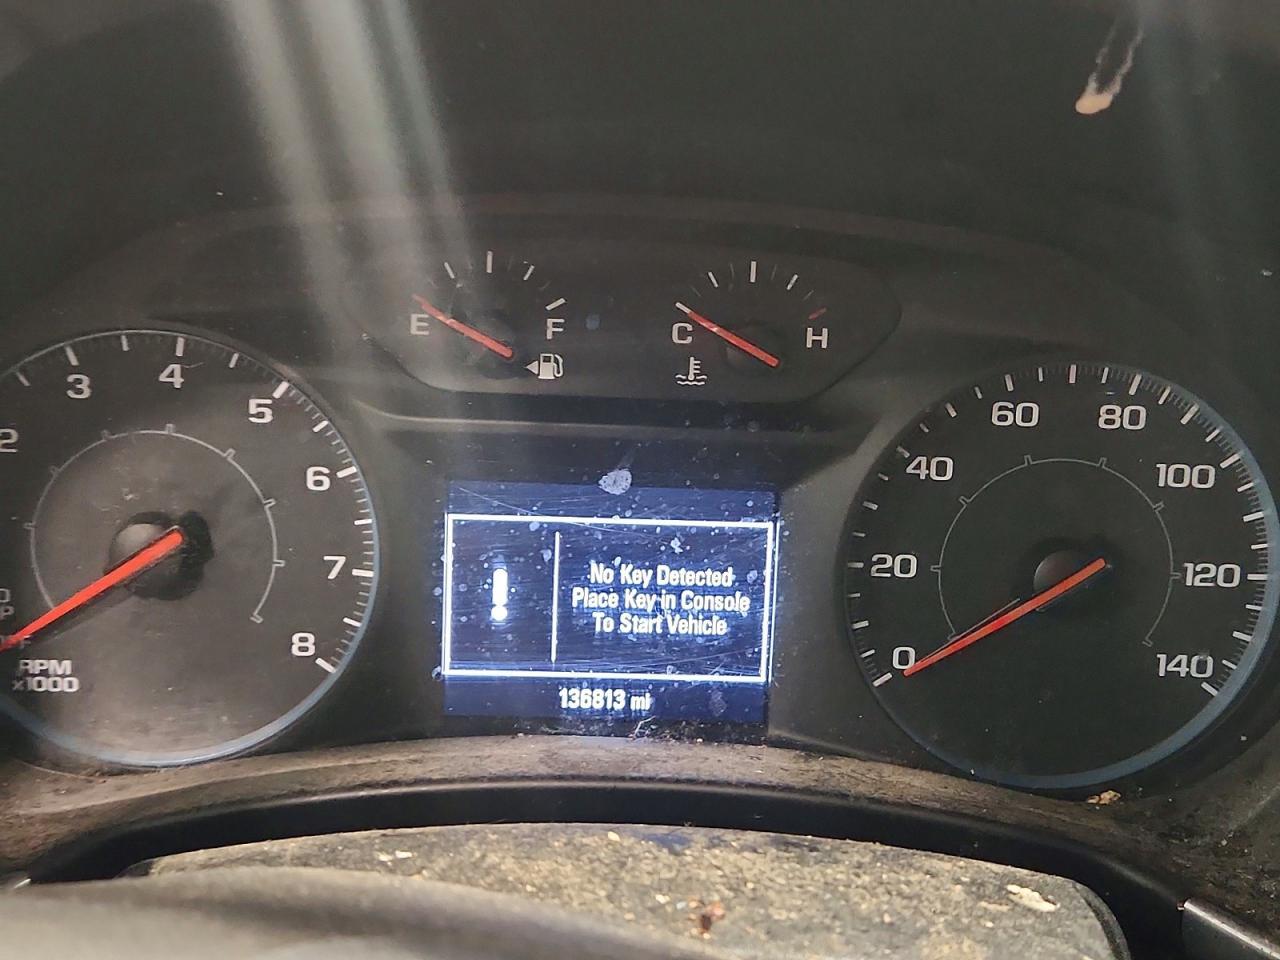 E
F
C
H
2
3
4
5
6
7
8
RPM
x1000
No Key Detected
Place Key in Console
To Start Vehicle
136813 mi
0
20
40
60
80
100
120
140